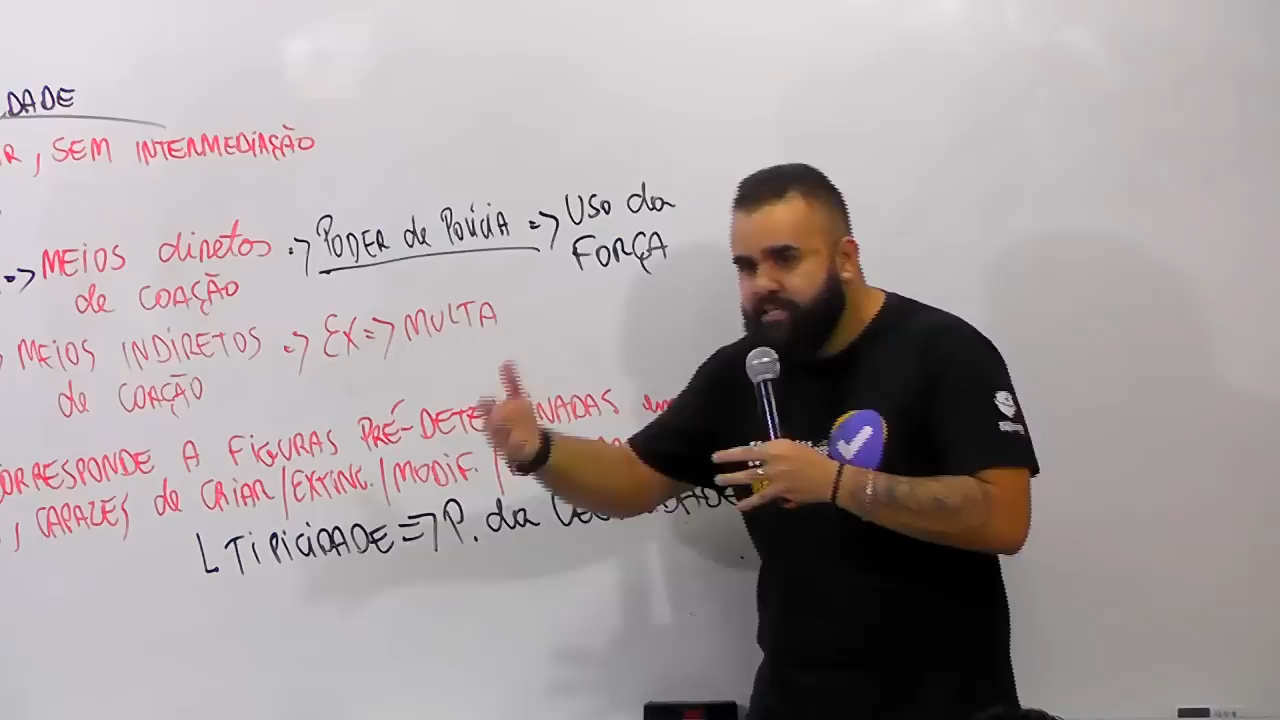 DADE
R, SEM INTERMEDIAÇÃO
=> MEIOS diretos => PODER de POLÍCIA => USO da FORÇA
de COAÇÃO
MEIOS INDIRETOS => EX => MULTA
de COAÇÃO
CORRESPONDE A FIGURAS PRÉ-DETE NADAS em
, CAPAZES de CRIAR/EXTING./MODIF./
L TIPICIDADE => P. da